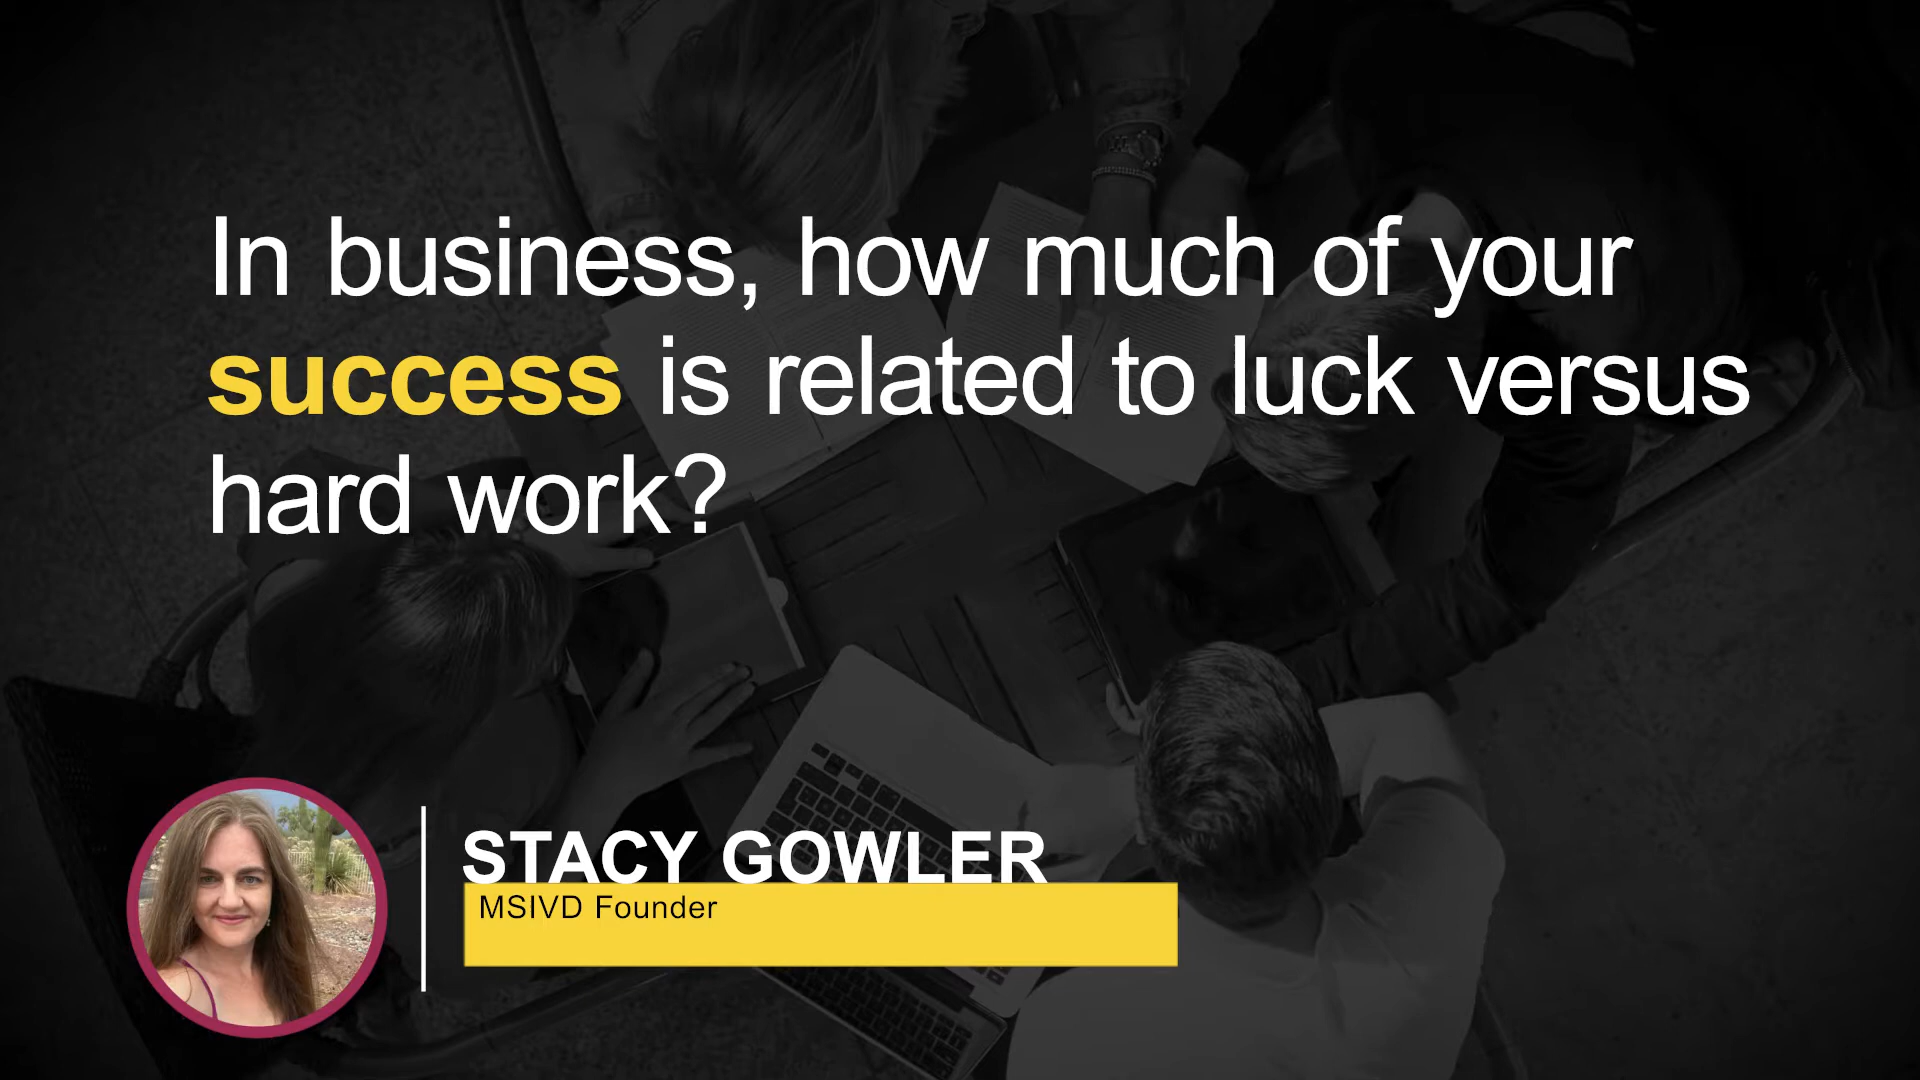 In business, how much of your
success is related to luck versus
hard work?
STACY GOWLER
MSIVD Founder